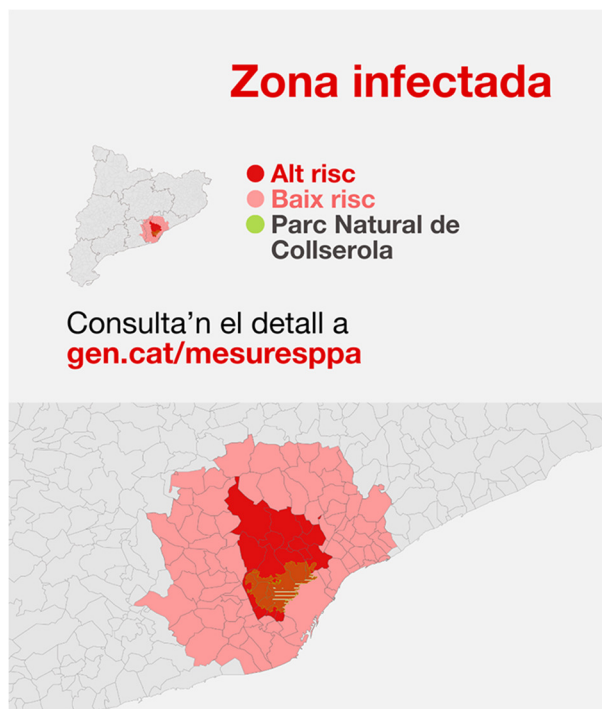 Zona infectada
Alt risc
Baix risc
Parc Natural de
Collserola
Consulta’n el detall a
gen.cat/mesuresppa